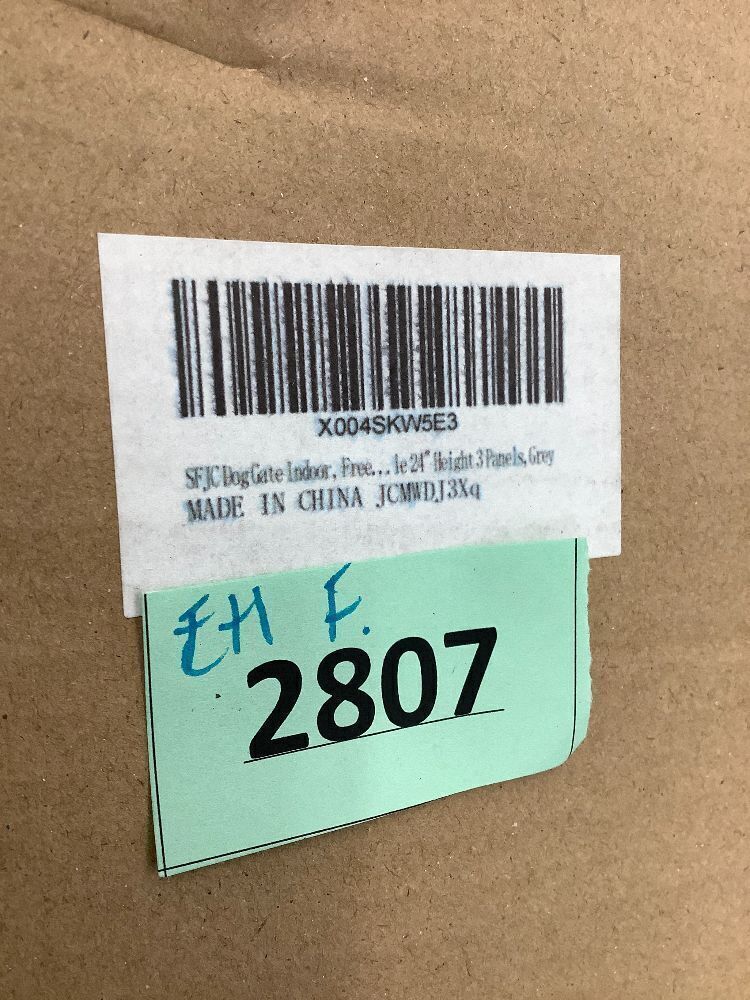 X004SKW5E3
SFJC Dog Gate Indoor, Free... le 24" Height 3 Panels, Grey
MADE IN CHINA JCMWDJ3Xq
EH F.
2807